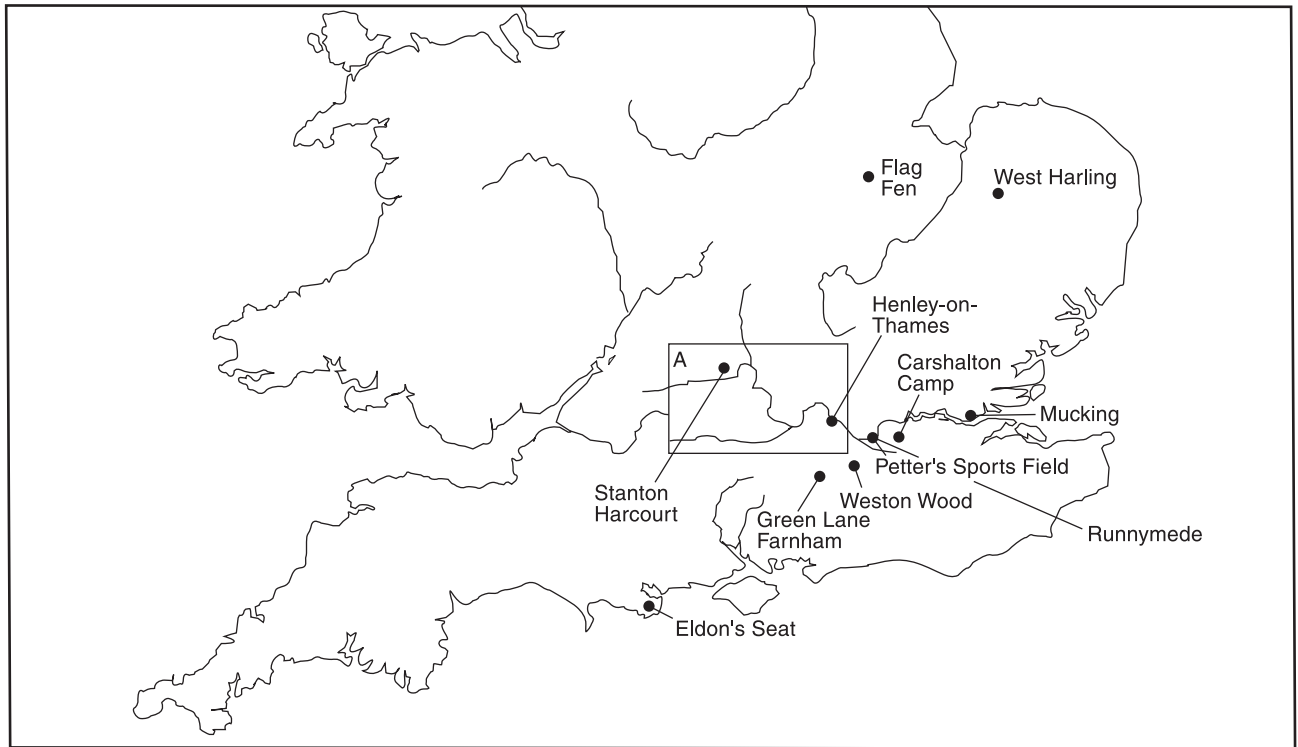 Flag
Fen
West Harling
Henley-on-
Thames
A
Carshalton
Camp
Mucking
Petter's Sports Field
Stanton
Harcourt
Weston Wood
Green Lane
Farnham
Runnymede
Eldon's Seat